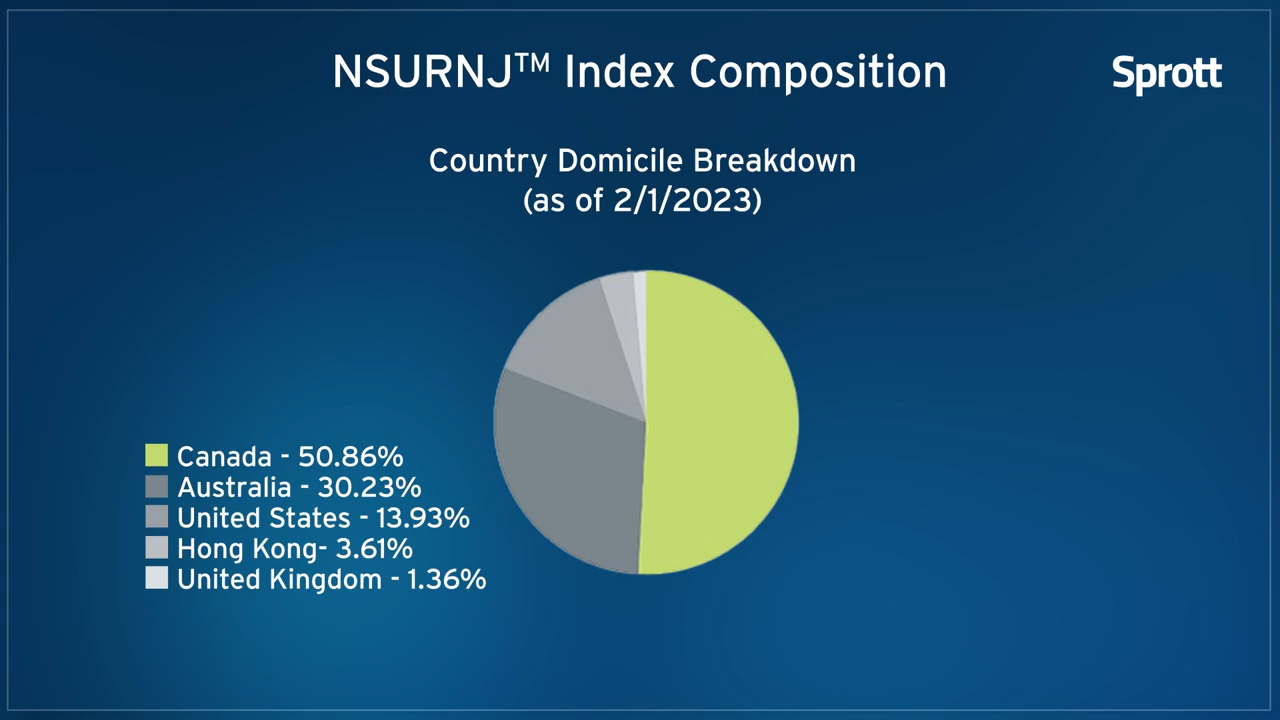 NSURNJ™ Index Composition
Sprott
Country Domicile Breakdown
(as of 2/1/2023)
Canada - 50.86%
Australia - 30.23%
United States - 13.93%
Hong Kong- 3.61%
United Kingdom - 1.36%